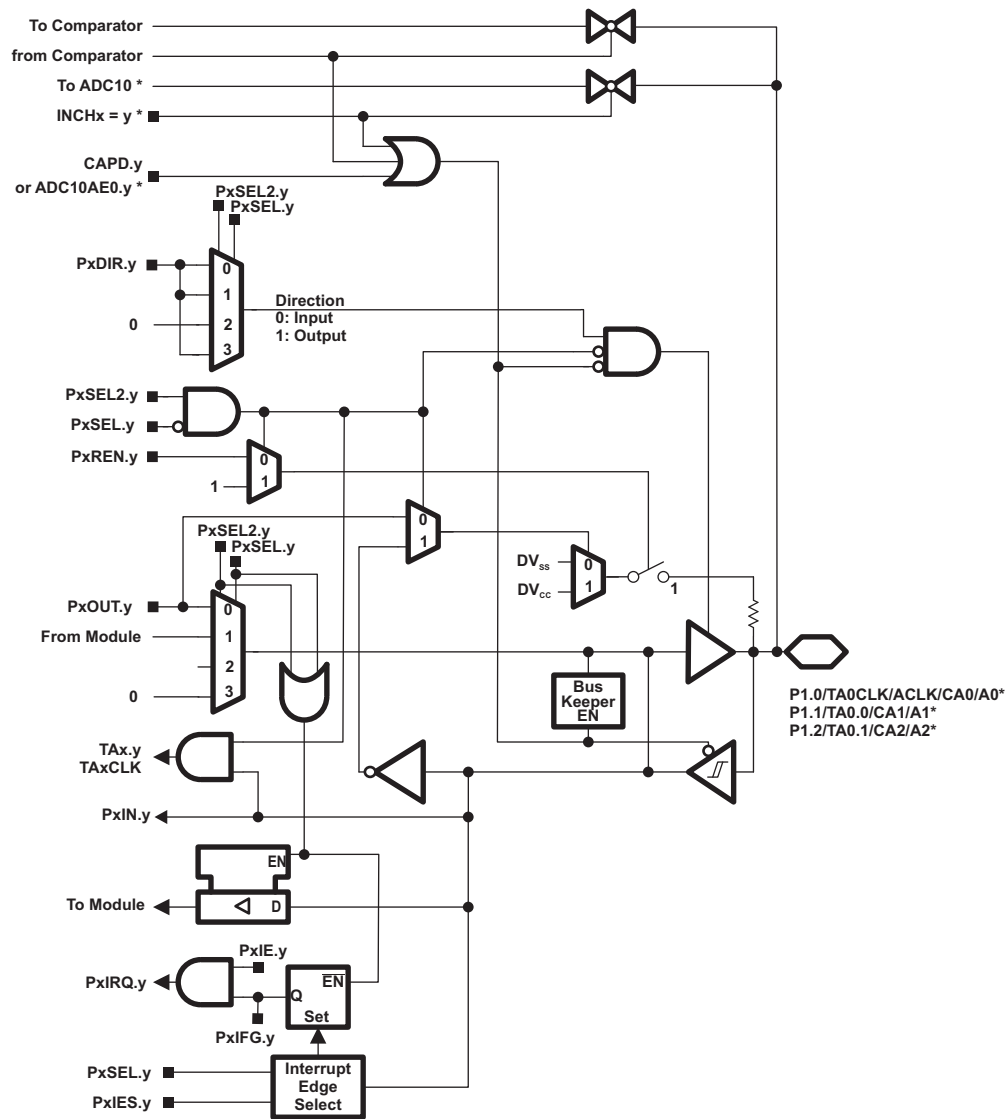 To Comparator
from Comparator
To ADC10 *
INCHx = y *
CAPD.y
or ADC10AE0.y *
PxSEL2.y
PxSEL.y
PxDIR.y
0
1
0
2
3
Direction
0: Input
1: Output
PxSEL2.y
PxSEL.y
PxREN.y
0
1
1
PxSEL2.y
PxSEL.y
0
1
DVSS
DVCC
0
1
1
PxOUT.y
From Module
0
0
1
2
3
Bus
Keeper
EN
P1.0/TA0CLK/ACLK/CA0/A0*
P1.1/TA0.0/CA1/A1*
P1.2/TA0.1/CA2/A2*
TAx.y
TAxCLK
PxIN.y
EN
To Module
D
PxIE.y
PxIRQ.y
EN
Q
Set
PxIFG.y
PxSEL.y
PxIES.y
Interrupt
Edge
Select